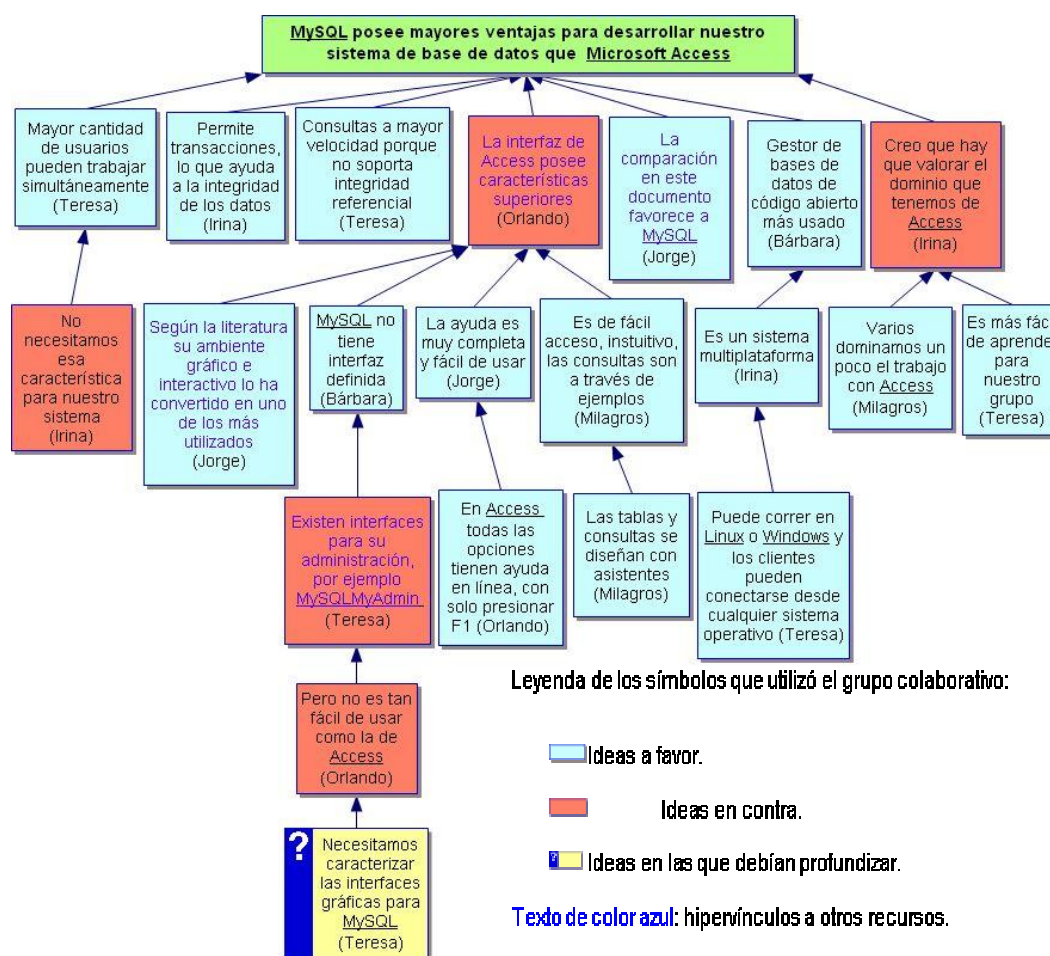 MySQL posee mayores ventajas para desarrollar nuestro
sistema de base de datos que Microsoft Access
Mayor cantidad
de usuarios
pueden trabajar
simultáneamente
(Teresa)
Permite
transacciones,
lo que ayuda
a la integridad
de los datos
(Irina)
Consultas a mayor
velocidad porque
no soporta
integridad
referencial
(Teresa)
La interfaz de
Access posee
características
superiores
(Orlando)
La
comparación
en este
documento
favorece a
MySQL
(Jorge)
Gestor de
bases de
datos de
código abierto
más usado
(Bárbara)
Creo que hay
que valorar el
dominio que
tenemos de
Access
(Irina)
No
necesitamos
esa
característica
para nuestro
sistema
(Irina)
Según la literatura
su ambiente
gráfico e
interactivo lo ha
convertido en uno
de los más
utilizados
(Jorge)
MySQL no
tiene
interfaz
definida
(Bárbara)
La ayuda es
muy completa
y fácil de usar
(Jorge)
Es de fácil
acceso, instuitivo,
las consultas son
a través de
ejemplos
(Milagros)
Es un sistema
multiplataforma
(Irina)
Varios
dominamos un
poco el trabajo
con Access
(Milagros)
Es más fác
de aprende
para
nuestro
grupo
(Teresa)
Existen interfaces
para su
administración,
por ejemplo
MySQLMyAdmin
(Teresa)
En Access
todas las
opciones
tienen ayuda
en línea, con
solo presionar
F1 (Orlando)
Las tablas y
consultas se
diseñan con
asistentes
(Milagros)
Puede correr en
Linux o Windows y
los clientes
pueden
conectarse desde
cualquier sistema
operativo (Teresa)
Pero no es tan
fácil de usar
como la de
Access
(Orlando)
?
Necesitamos
caracterizar
las interfaces
gráficas para
MySQL
(Teresa)
Leyenda de los símbolos que utilizó el grupo colaborativo:
Ideas a favor.
Ideas en contra.
? Ideas en las que debían profundizar.
Texto de color azul: hipervínculos a otros recursos.